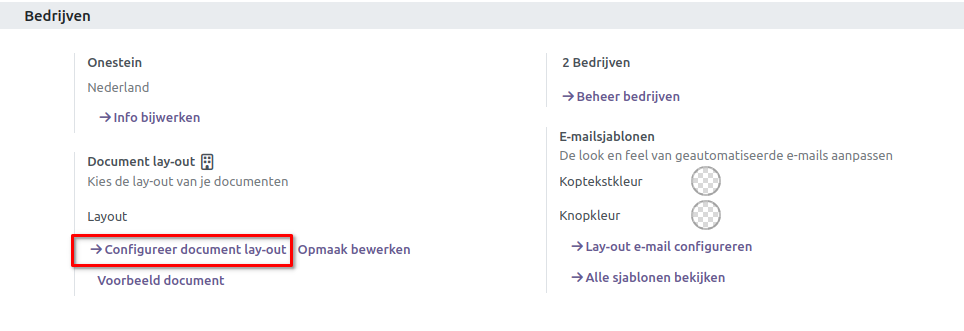 Bedrijven
Onestein
Nederland
Info bijwerken
Document lay-out
Kies de lay-out van je documenten
Layout
Configureer document lay-out Opmaak bewerken
Voorbeeld document
2 Bedrijven
Beheer bedrijven
E-mailsjablonen
De look en feel van geautomatiseerde e-mails aanpassen
Koptekstkleur
Knopkleur
Lay-out e-mail configureren
Alle sjablonen bekijken